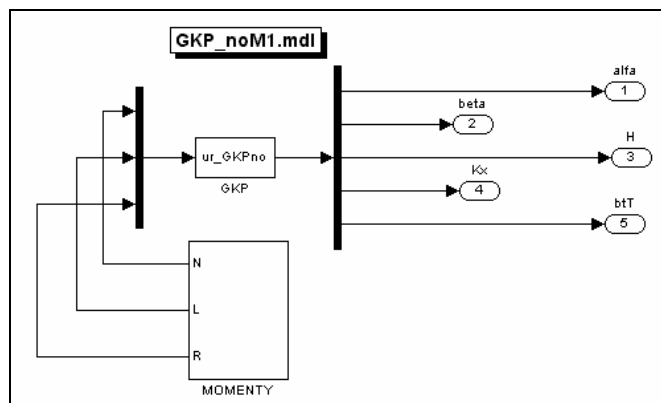 GKP_noM1.mdl
alfa
1
beta
2
ur_GKPno
GKP
H
3
Kx
4
btT
5
N
L
R
MOMENTY